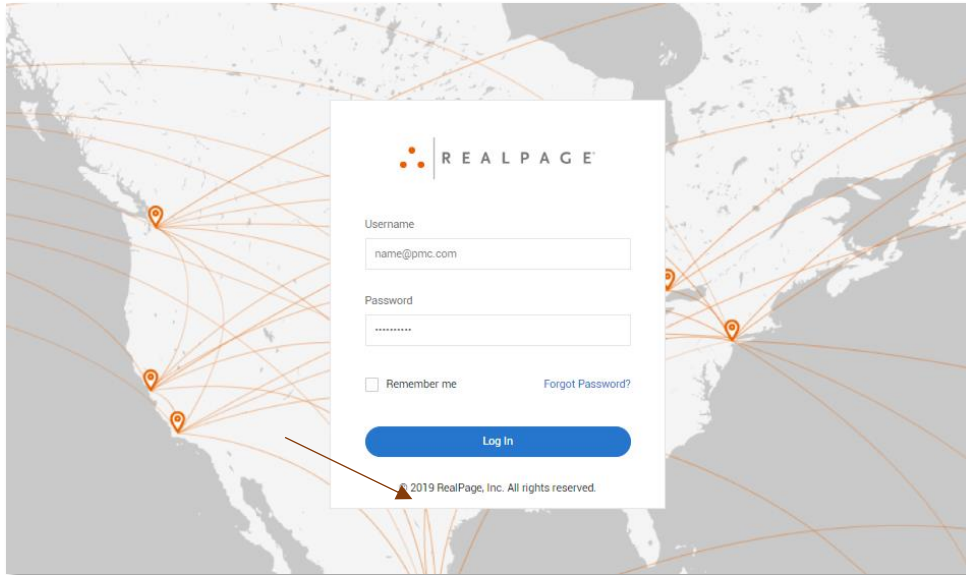 REALPAGE
Username
name@pmc.com
Password
••••••••••
Remember me
Forgot Password?
Log In
© 2019 RealPage, Inc. All rights reserved.